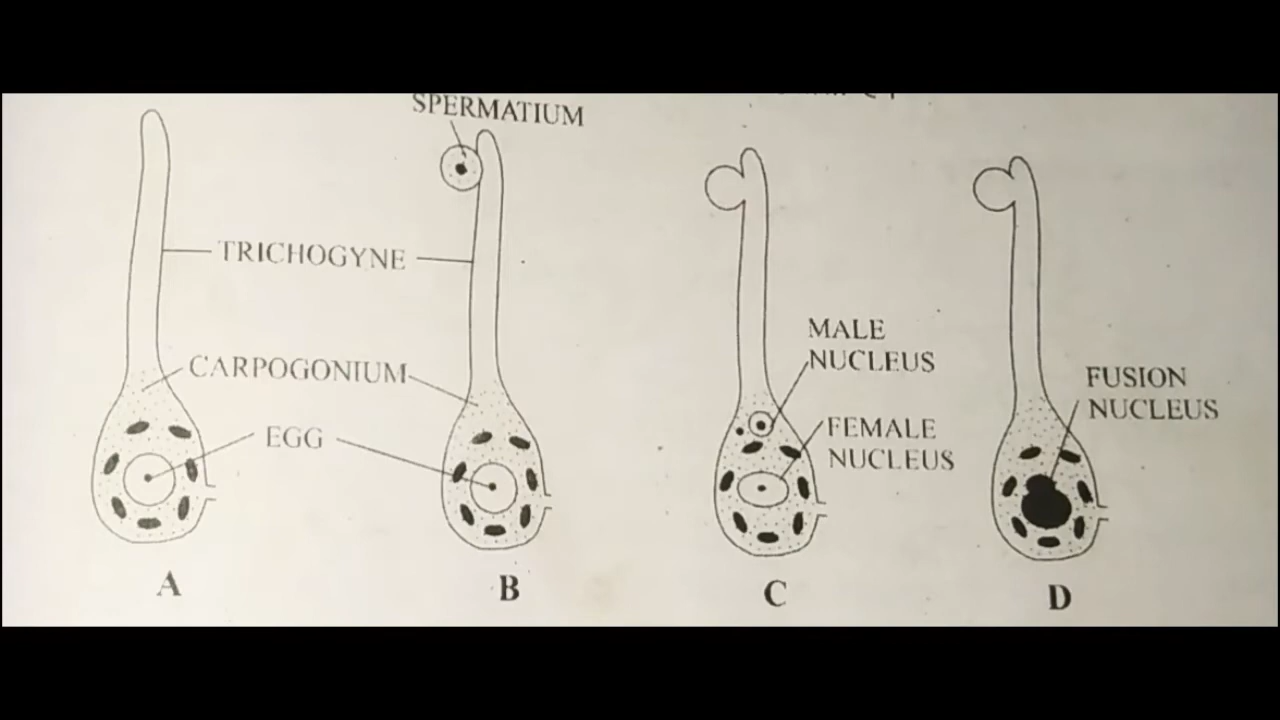 SPERMATIUM
TRICHOGYNE
CARPOGONIUM
EGG
MALE
NUCLEUS
FEMALE
NUCLEUS
FUSION
NUCLEUS
A
B
C
D